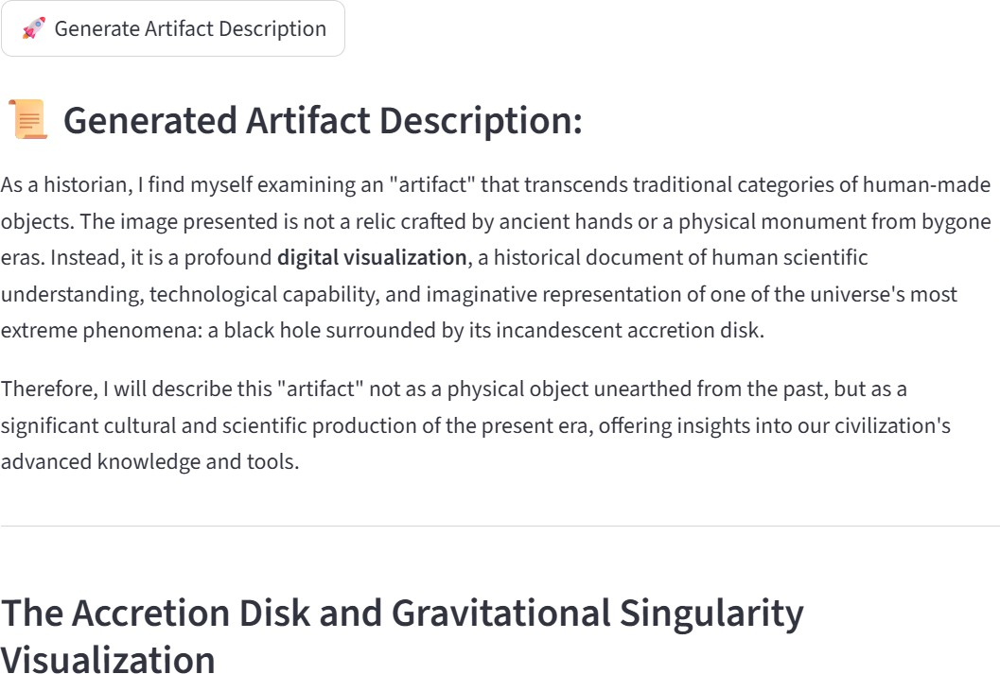 🚀 Generate Artifact Description
📜 Generated Artifact Description:
As a historian, I find myself examining an "artifact" that transcends traditional categories of human-made
objects. The image presented is not a relic crafted by ancient hands or a physical monument from bygone
eras. Instead, it is a profound digital visualization, a historical document of human scientific
understanding, technological capability, and imaginative representation of one of the universe's most
extreme phenomena: a black hole surrounded by its incandescent accretion disk.
Therefore, I will describe this "artifact" not as a physical object unearthed from the past, but as a
significant cultural and scientific production of the present era, offering insights into our civilization's
advanced knowledge and tools.
The Accretion Disk and Gravitational Singularity
Visualization